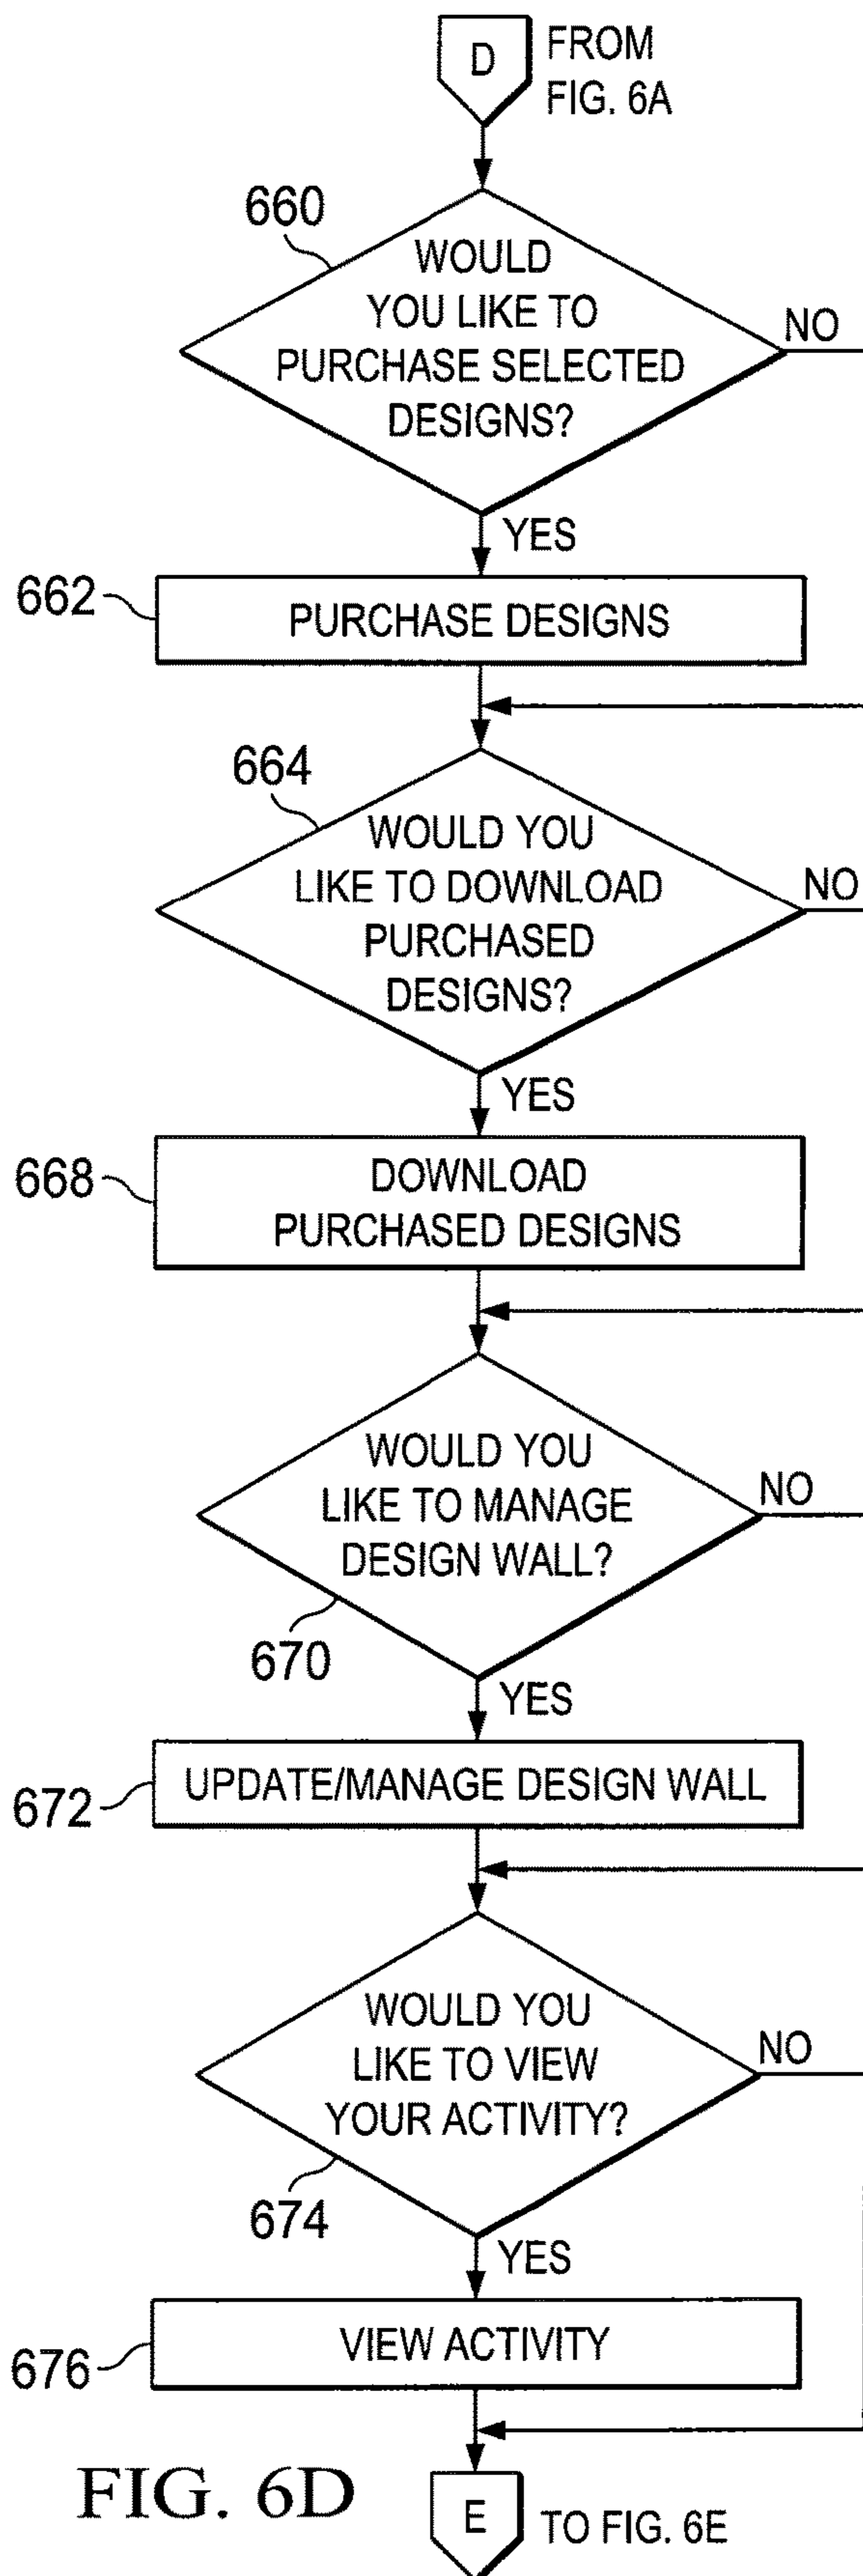 D
FROM
FIG. 6A
660
WOULD
YOU LIKE TO
PURCHASE SELECTED
DESIGNS?
NO
YES
662
PURCHASE DESIGNS
664
WOULD YOU
LIKE TO DOWNLOAD
PURCHASED
DESIGNS?
NO
YES
668
DOWNLOAD
PURCHASED DESIGNS
WOULD YOU
LIKE TO MANAGE
DESIGN WALL?
NO
670
YES
672
UPDATE/MANAGE DESIGN WALL
WOULD YOU
LIKE TO VIEW
YOUR ACTIVITY?
NO
674
YES
676
VIEW ACTIVITY
FIG. 6D
E
TO FIG. 6E